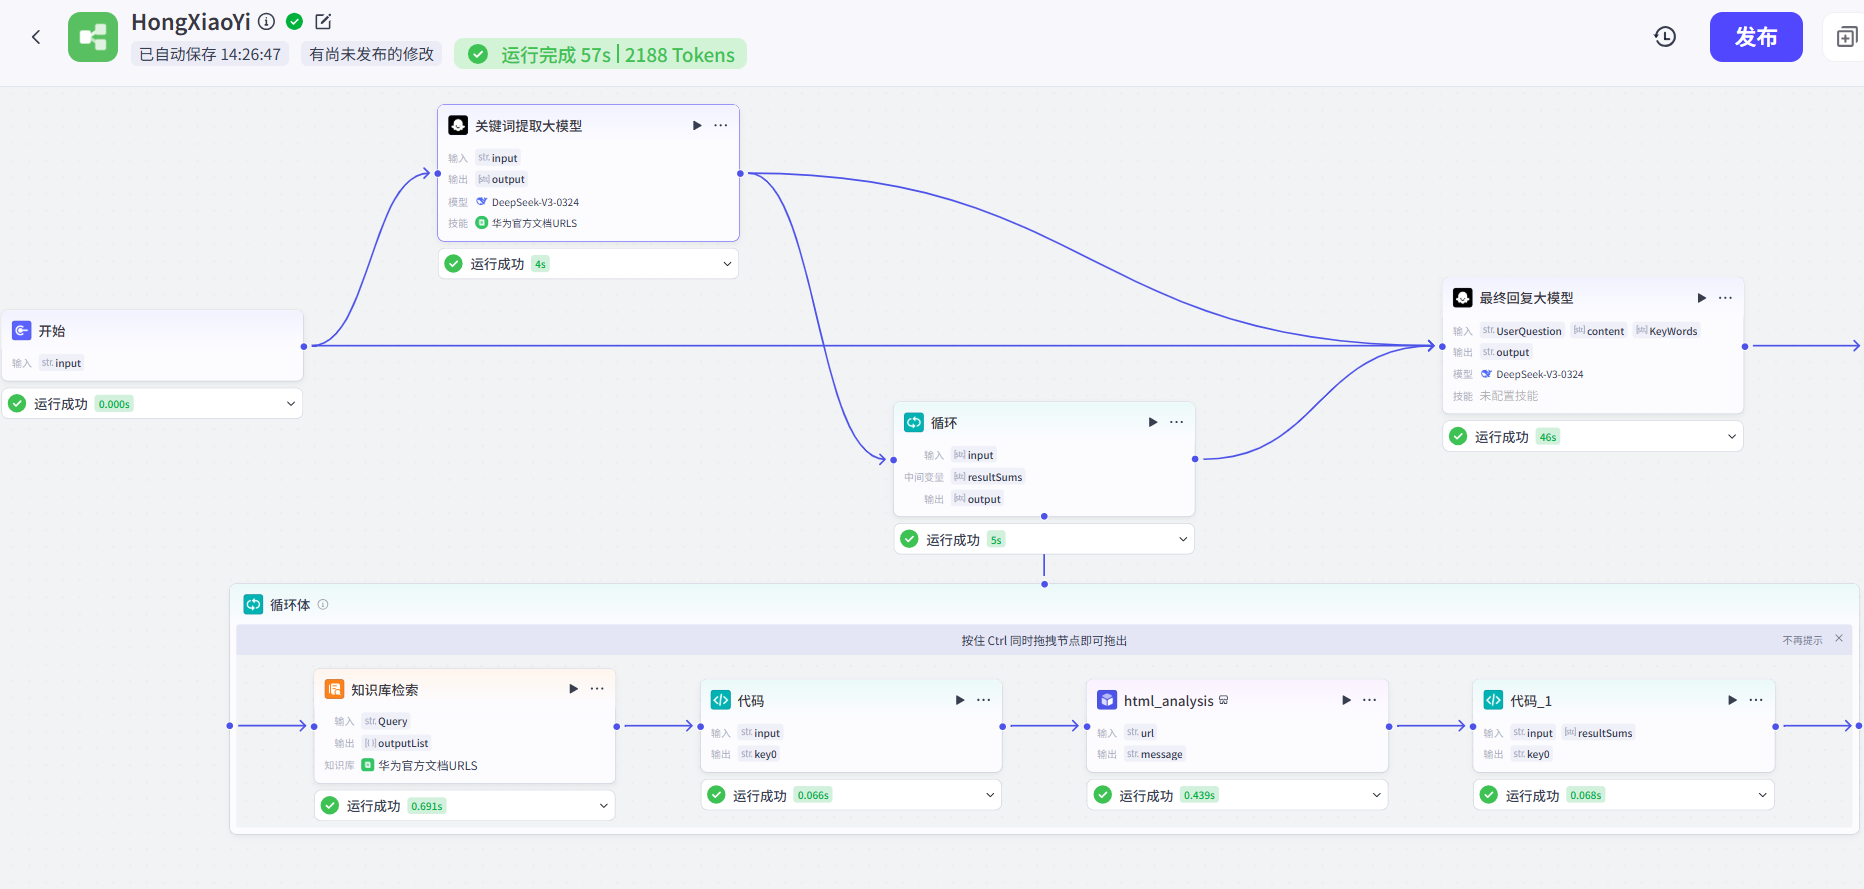 HongXiaoYi
已自动保存 14:26:47
有尚未发布的修改
运行完成 57s | 2188 Tokens
发布
关键词提取大模型
输入 str. input
输出 [str] output
模型 DeepSeek-V3-0324
技能 华为官方文档URLS
运行成功 4s
开始
输入 str. input
运行成功 0.000s
最终回复大模型
输入 str. UserQuestion [str] content [str] KeyWords
输出 str. output
模型 DeepSeek-V3-0324
技能 未配置技能
运行成功 46s
循环
输入 [str] input
中间变量 [str] resultSums
输出 [str] output
运行成功 5s
循环体
按住 Ctrl 同时拖拽节点即可拖出
不再提示
知识库检索
输入 str. Query
输出 outputList
知识库 华为官方文档URLS
运行成功 0.691s
代码
输入 str. input
输出 str. key0
运行成功 0.066s
html_analysis
输入 str. url
输出 str. message
运行成功 0.439s
代码_1
输入 str. input [str] resultSums
输出 str. key0
运行成功 0.068s